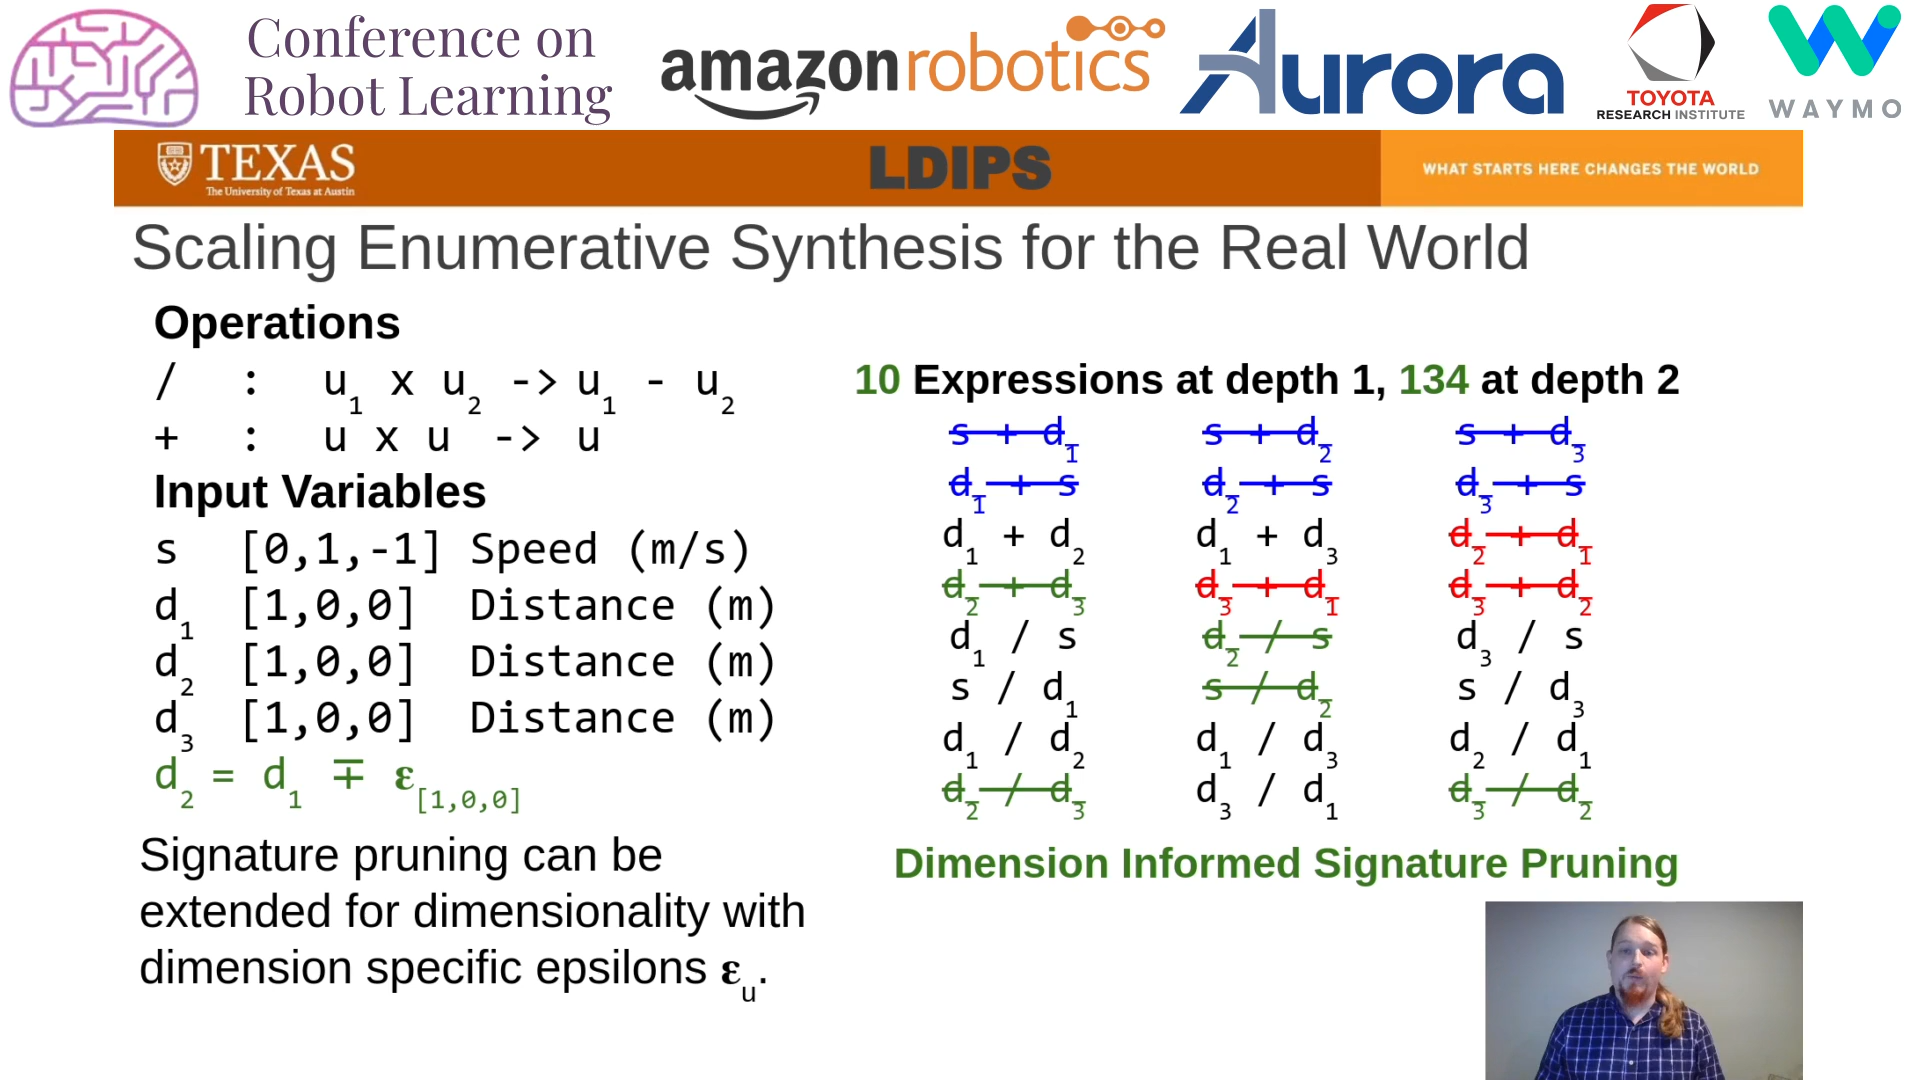 Conference on
Robot Learning
amazon robotics
Aurora
TOYOTA
RESEARCH INSTITUTE
WAYMO
TEXAS
The University of Texas at Austin
LDIPS
WHAT STARTS HERE CHANGES THE WORLD
Scaling Enumerative Synthesis for the Real World
Operations
/ : u₁ x u₂ -> u₁ - u₂
+ : u x u -> u
Input Variables
s [0,1,-1] Speed (m/s)
d₁ [1,0,0] Distance (m)
d₂ [1,0,0] Distance (m)
d₃ [1,0,0] Distance (m)
d₂ = d₁ ∓ ε[1,0,0]
Signature pruning can be
extended for dimensionality with
dimension specific epsilons εᵤ.
10 Expressions at depth 1, 134 at depth 2
s + d₁ s + d₂ s + d₃
d₁ + s d₂ + s d₃ + s
d₁ + d₂ d₁ + d₃ d₂ + d₁
d₂ + d₃ d₃ + d₁ d₃ + d₂
d₁ / s d₂ / s d₃ / s
s / d₁ s / d₂ s / d₃
d₁ / d₂ d₁ / d₃ d₂ / d₁
d₂ / d₃ d₃ / d₁ d₃ / d₂
Dimension Informed Signature Pruning